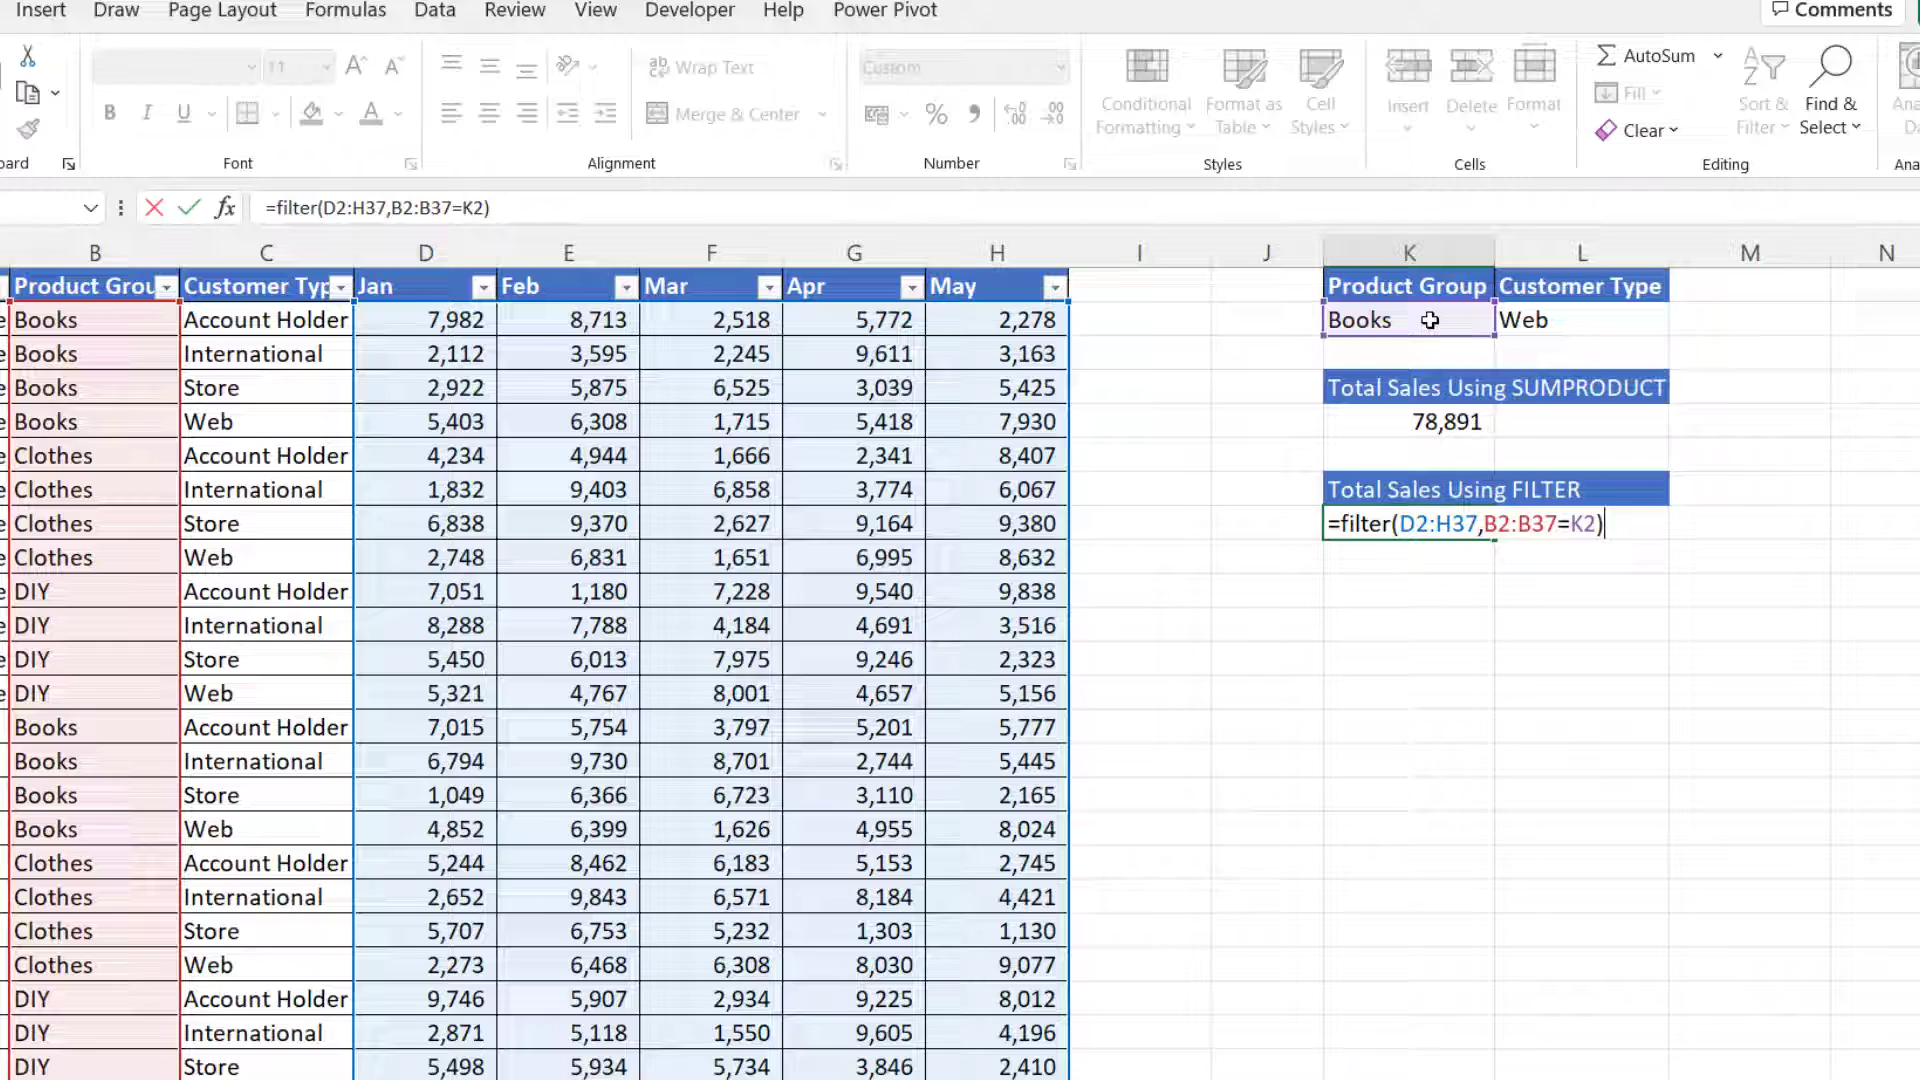 Insert Draw Page Layout Formulas Data Review View Developer Help Power Pivot Comments
11 A A ab Wrap Text Custom AutoSum
B I U A Merge & Center % Conditional Formatting Format as Table Cell Styles Insert Delete Format Fill Clear Sort & Filter Find & Select
Font Alignment Number Styles Cells Editing
fx =filter(D2:H37,B2:B37=K2)
B C D E F G H I J K L M N
Product Grou Customer Typ Jan Feb Mar Apr May Product Group Customer Type
e Books Account Holder 7,982 8,713 2,518 5,772 2,278 Books Web
e Books International 2,112 3,595 2,245 9,611 3,163
e Books Store 2,922 5,875 6,525 3,039 5,425 Total Sales Using SUMPRODUCT
e Books Web 5,403 6,308 1,715 5,418 7,930 78,891
e Clothes Account Holder 4,234 4,944 1,666 2,341 8,407
e Clothes International 1,832 9,403 6,858 3,774 6,067 Total Sales Using FILTER
e Clothes Store 6,838 9,370 2,627 9,164 9,380 =filter(D2:H37,B2:B37=K2)
e Clothes Web 2,748 6,831 1,651 6,995 8,632
e DIY Account Holder 7,051 1,180 7,228 9,540 9,838
e DIY International 8,288 7,788 4,184 4,691 3,516
e DIY Store 5,450 6,013 7,975 9,246 2,323
e DIY Web 5,321 4,767 8,001 4,657 5,156
Books Account Holder 7,015 5,754 3,797 5,201 5,777
Books International 6,794 9,730 8,701 2,744 5,445
Books Store 1,049 6,366 6,723 3,110 2,165
Books Web 4,852 6,399 1,626 4,955 8,024
Clothes Account Holder 5,244 8,462 6,183 5,153 2,745
Clothes International 2,652 9,843 6,571 8,184 4,421
Clothes Store 5,707 6,753 5,232 1,303 1,130
Clothes Web 2,273 6,468 6,308 8,030 9,077
DIY Account Holder 9,746 5,907 2,934 9,225 8,012
DIY International 2,871 5,118 1,550 9,605 4,196
DIY Store 5,498 5,934 5,734 3,846 2,410